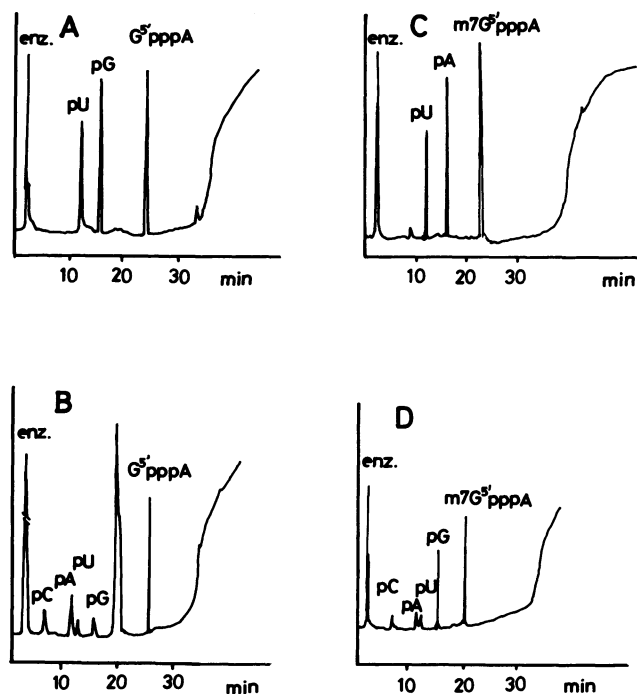 A
enz.
pU
pG
G5'pppA
10 20 30 min
C
enz.
pU
pA
m7G5'pppA
10 20 30 min
B
enz.
pC
pA
pU
pG
G5'pppA
10 20 30 min
D
enz.
pC
pA
pU
pG
m7G5'pppA
10 20 30 min